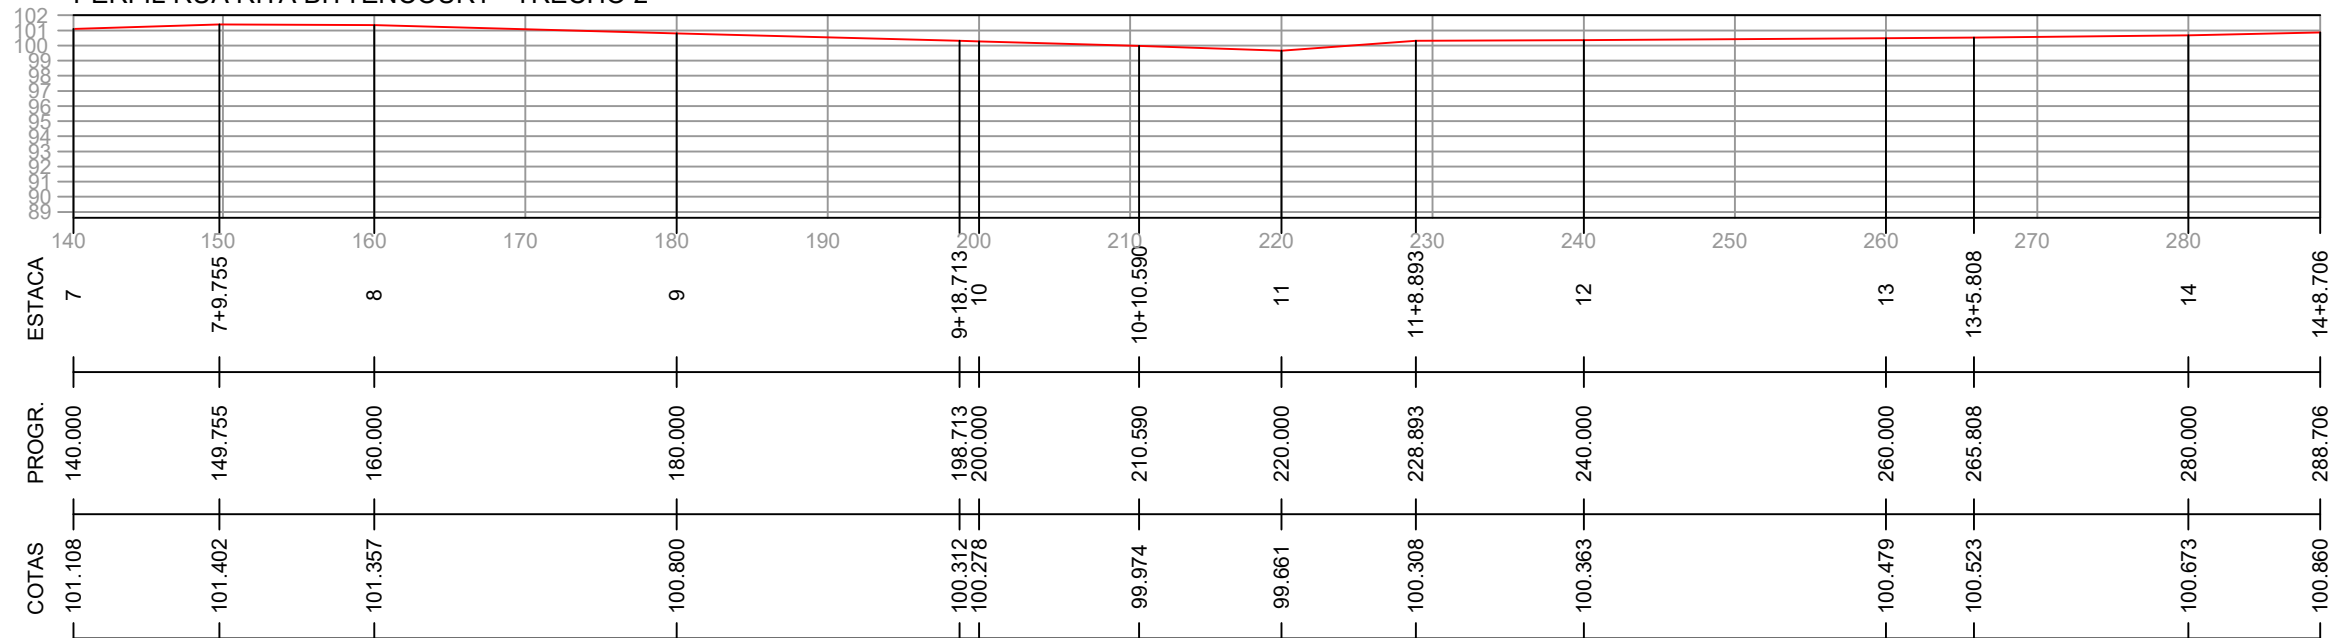 PERFIL RUA RITA BITTENCOURT - TRECHO 2
102
101
100
99
98
97
96
95
94
93
92
91
90
89
140 150 160 170 180 190 200 210 220 230 240 250 260 270 280
ESTACA 7 7+9.755 8 9 9+18.713 10 10+10.590 11 11+8.893 12 13 13+5.808 14 14+8.706
PROGR. 140.000 149.755 160.000 180.000 198.713 200.000 210.590 220.000 228.893 240.000 260.000 265.808 280.000 288.706
COTAS 101.108 101.402 101.357 100.800 100.312 100.278 99.974 99.661 100.308 100.363 100.479 100.523 100.673 100.860